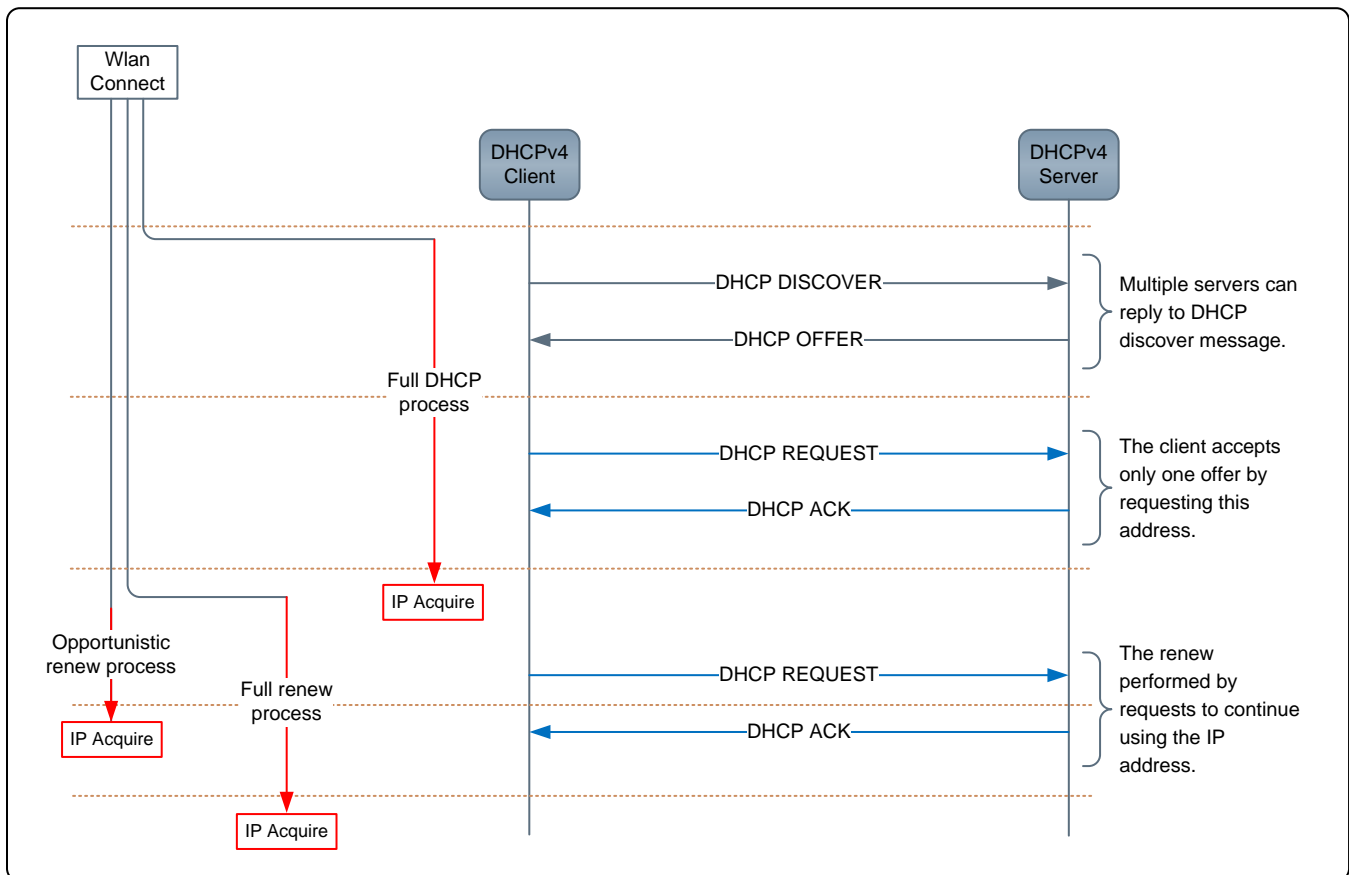 Wlan
Connect
DHCPv4
Client
DHCPv4
Server
DHCP DISCOVER
DHCP OFFER
Multiple servers can
reply to DHCP
discover message.
Full DHCP
process
DHCP REQUEST
DHCP ACK
The client accepts
only one offer by
requesting this
address.
IP Acquire
Opportunistic
renew process
IP Acquire
Full renew
process
IP Acquire
DHCP REQUEST
DHCP ACK
The renew
performed by
requests to continue
using the IP
address.